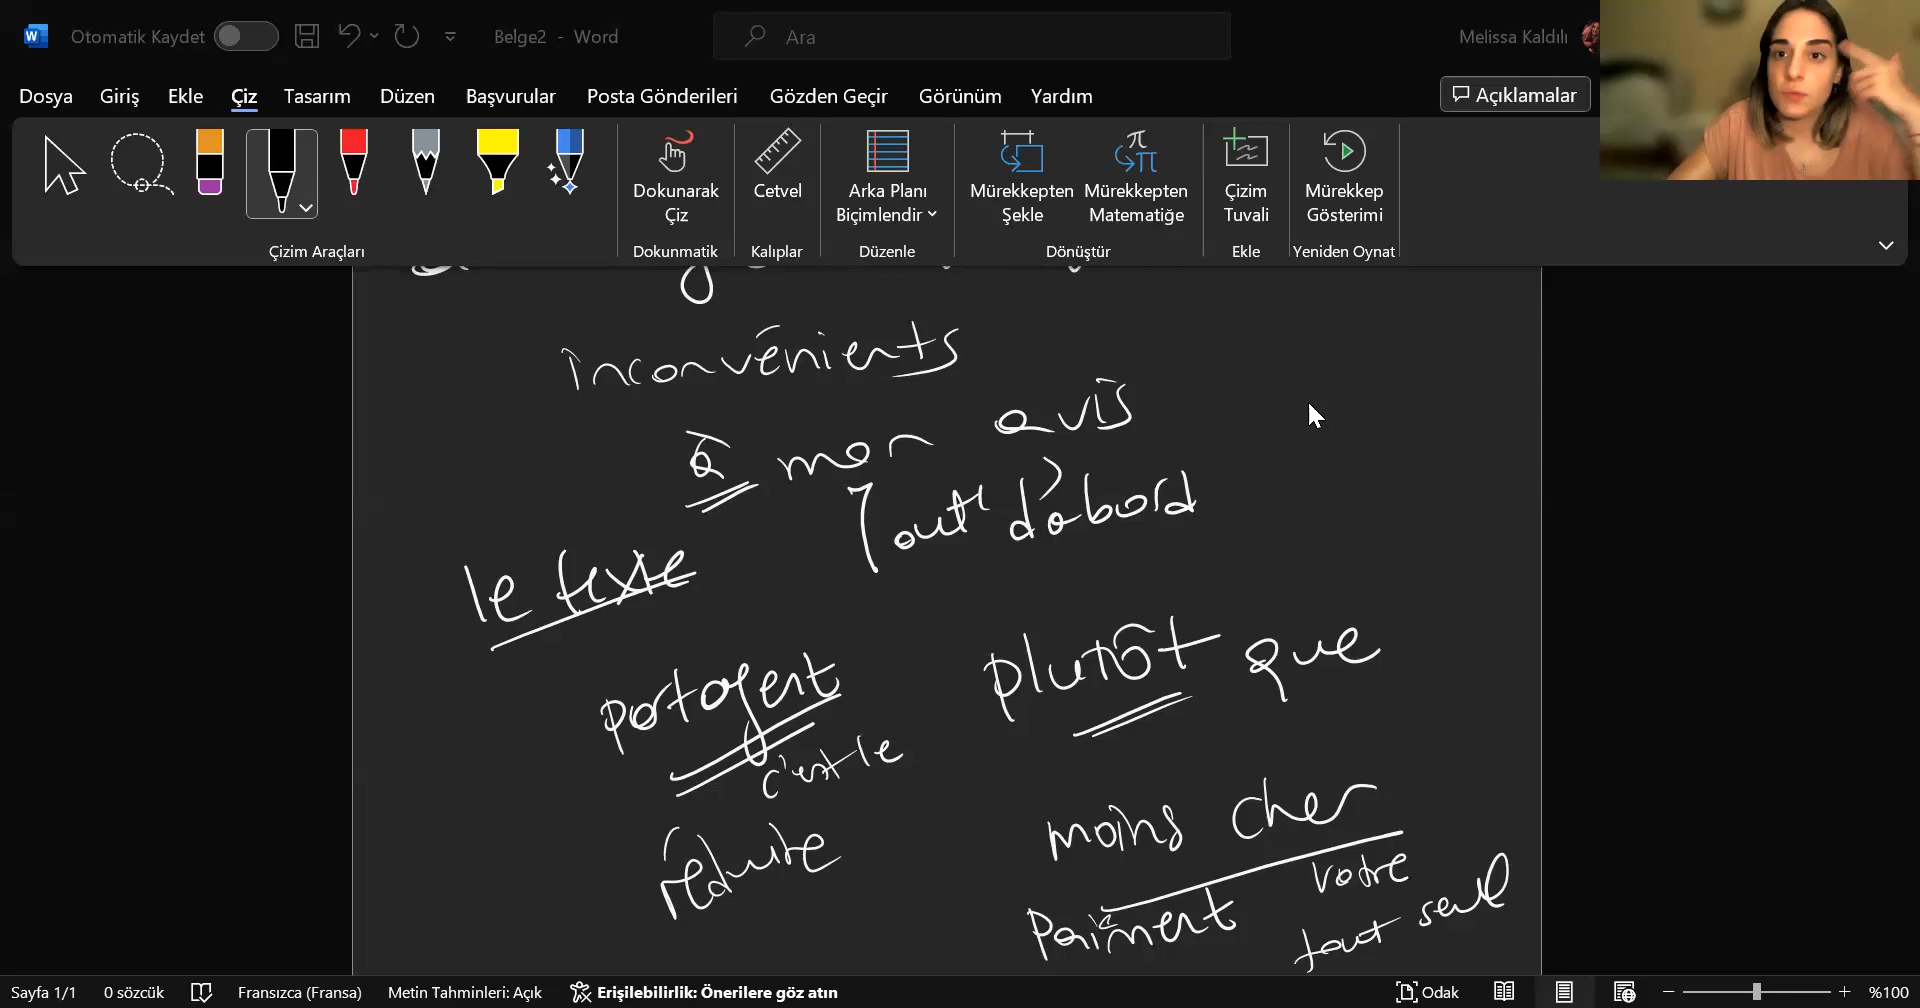 Otomatik Kaydet Belge2 - Word Ara Melissa Kaldılı
Dosya Giriş Ekle Çiz Tasarım Düzen Başvurular Posta Gönderileri Gözden Geçir Görünüm Yardım Açıklamalar
Dokunarak Çiz Cetvel Arka Planı Biçimlendir Mürekkepten Şekle Mürekkepten Matematiğe Çizim Tuvali Mürekkep Gösterimi
Çizim Araçları Dokunmatik Kalıplar Düzenle Dönüştür Ekle Yeniden Oynat
inconvénients
à mon avis
Tout d'abord
le texte
partagent plutôt que
c'est le
réduite moins cher
Paiement votre
tout seul
Sayfa 1/1 0 sözcük Fransızca (Fransa) Metin Tahminleri: Açık Erişilebilirlik: Önerilere göz atın Odak %100